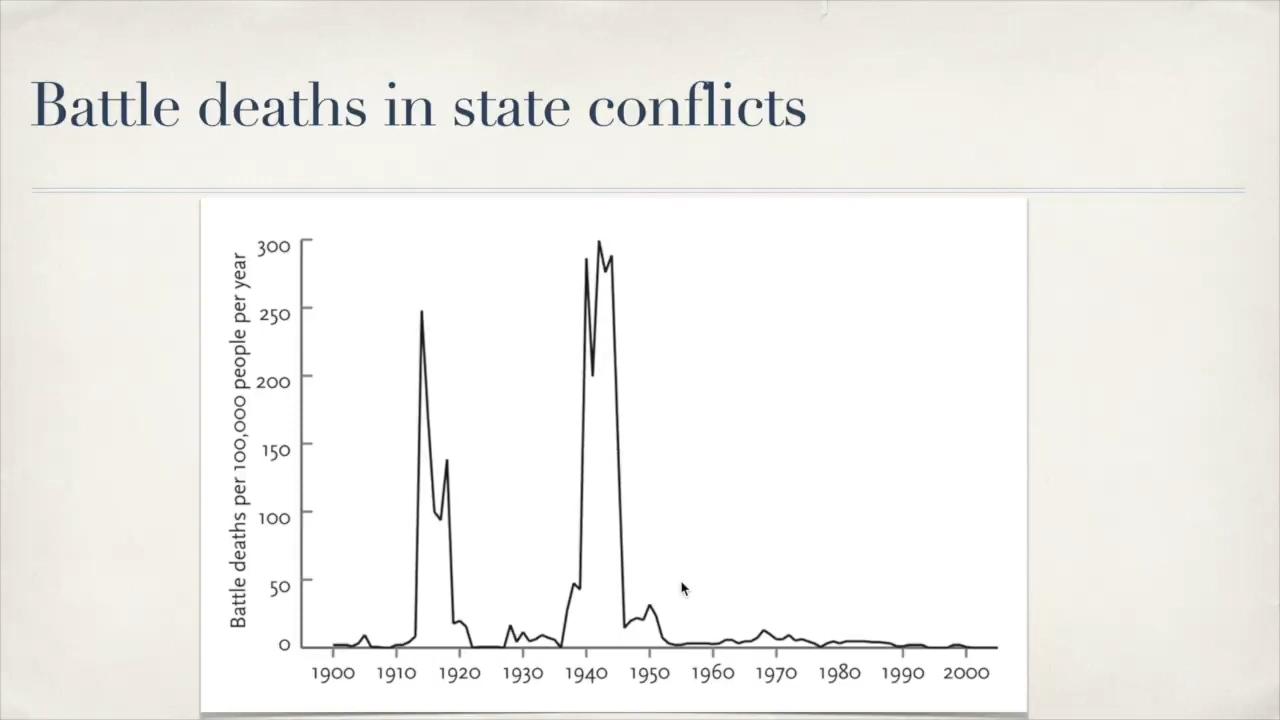 Battle deaths in state conflicts
Battle deaths per 100,000 people per year
300
250
200
150
100
50
0
1900 1910 1920 1930 1940 1950 1960 1970 1980 1990 2000